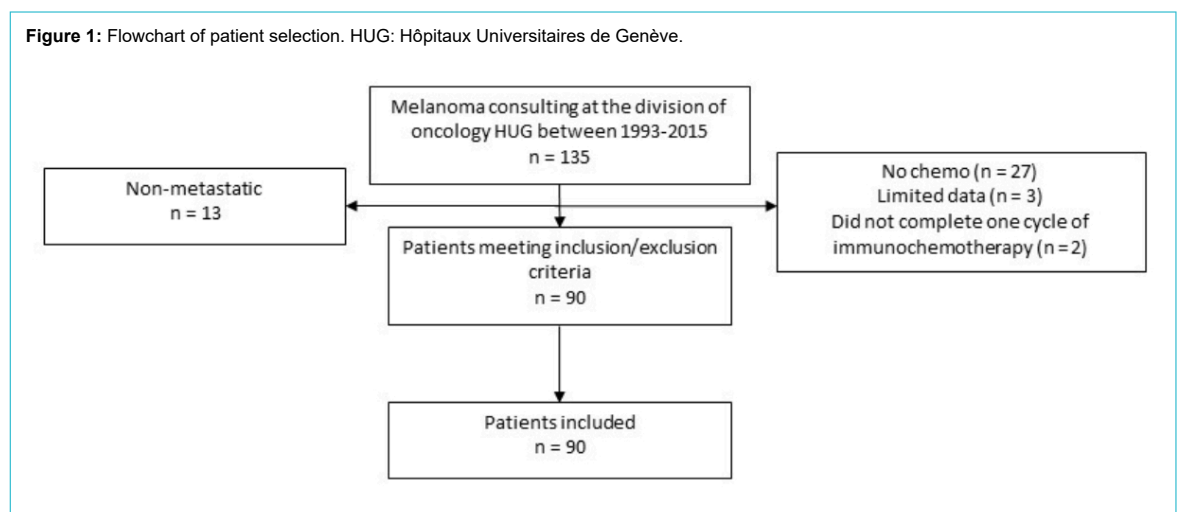 Figure 1: Flowchart of patient selection. HUG: Hôpitaux Universitaires de Genève.
Melanoma consulting at the division of
oncology HUG between 1993-2015
n = 135
Non-metastatic
n = 13
No chemo (n = 27)
Limited data (n = 3)
Did not complete one cycle of
immunochemotherapy (n = 2)
Patients meeting inclusion/exclusion
criteria
n = 90
Patients included
n = 90